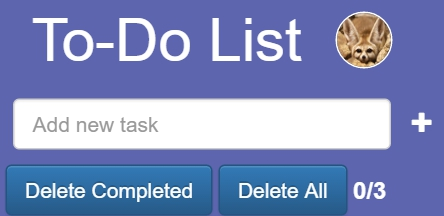 To-Do List
Add new task
+
Delete Completed
Delete All
0/3